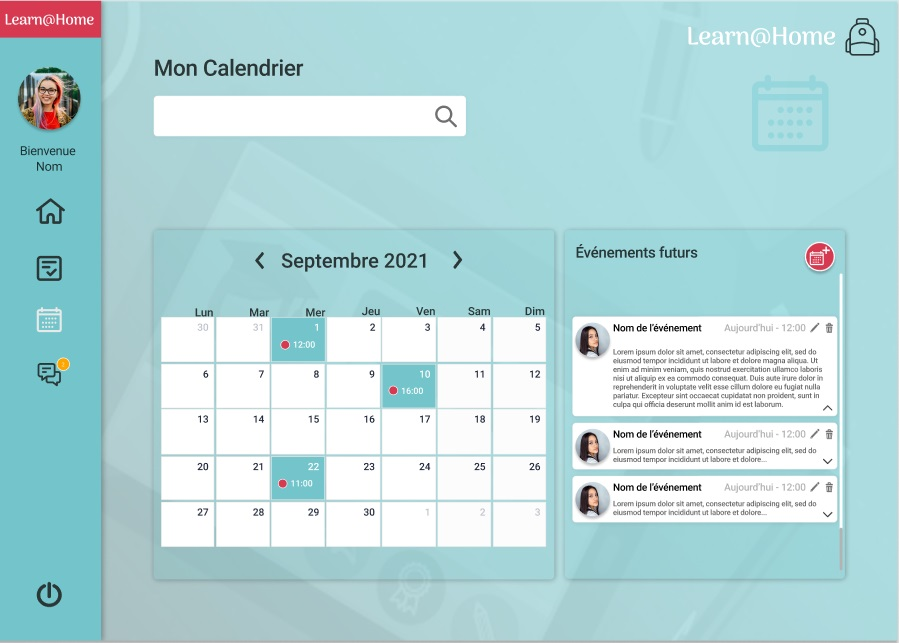 Learn@Home
Learn@Home
Bienvenue
Nom
Mon Calendrier
Septembre 2021
Lun Mar Mer Jeu Ven Sam Dim
30 31 1 2 3 4 5
12:00
6 7 8 9 10 11 12
16:00
13 14 15 16 17 18 19
20 21 22 23 24 25 26
11:00
27 28 29 30 1 2 3
Événements futurs
Nom de l'événement Aujourd'hui - 12:00
Lorem ipsum dolor sit amet, consectetur adipiscing elit, sed do
eiusmod tempor incididunt ut labore et dolore magna aliqua. Ut
enim ad minim veniam, quis nostrud exercitation ullamco laboris
nisi ut aliquip ex ea commodo consequat. Duis aute irure dolor in
reprehenderit in voluptate velit esse cillum dolore eu fugiat nulla
pariatur. Excepteur sint occaecat cupidatat non proident, sunt in
culpa qui officia deserunt mollit anim id est laborum.
Nom de l'événement Aujourd'hui - 12:00
Lorem ipsum dolor sit amet, consectetur adipiscing elit, sed do
eiusmod tempor incididunt ut labore et dolore...
Nom de l'événement Aujourd'hui - 12:00
Lorem ipsum dolor sit amet, consectetur adipiscing elit, sed do
eiusmod tempor incididunt ut labore et dolore...